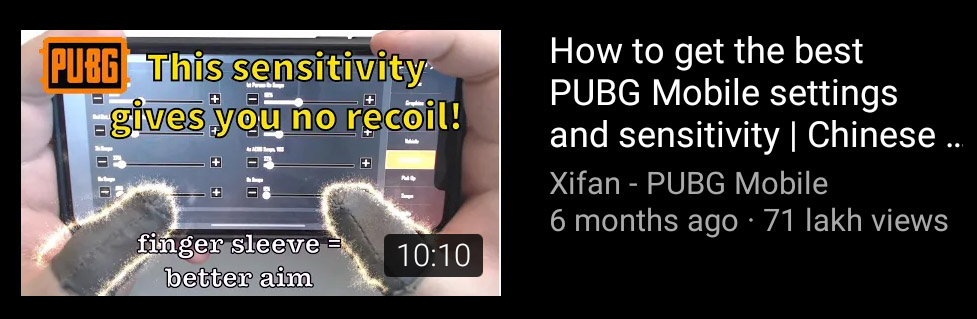 PUBG
This sensitivity
gives you no recoil!
finger sleeve =
better aim
10:10
How to get the best
PUBG Mobile settings
and sensitivity | Chinese ...
Xifan - PUBG Mobile
6 months ago · 71 lakh views